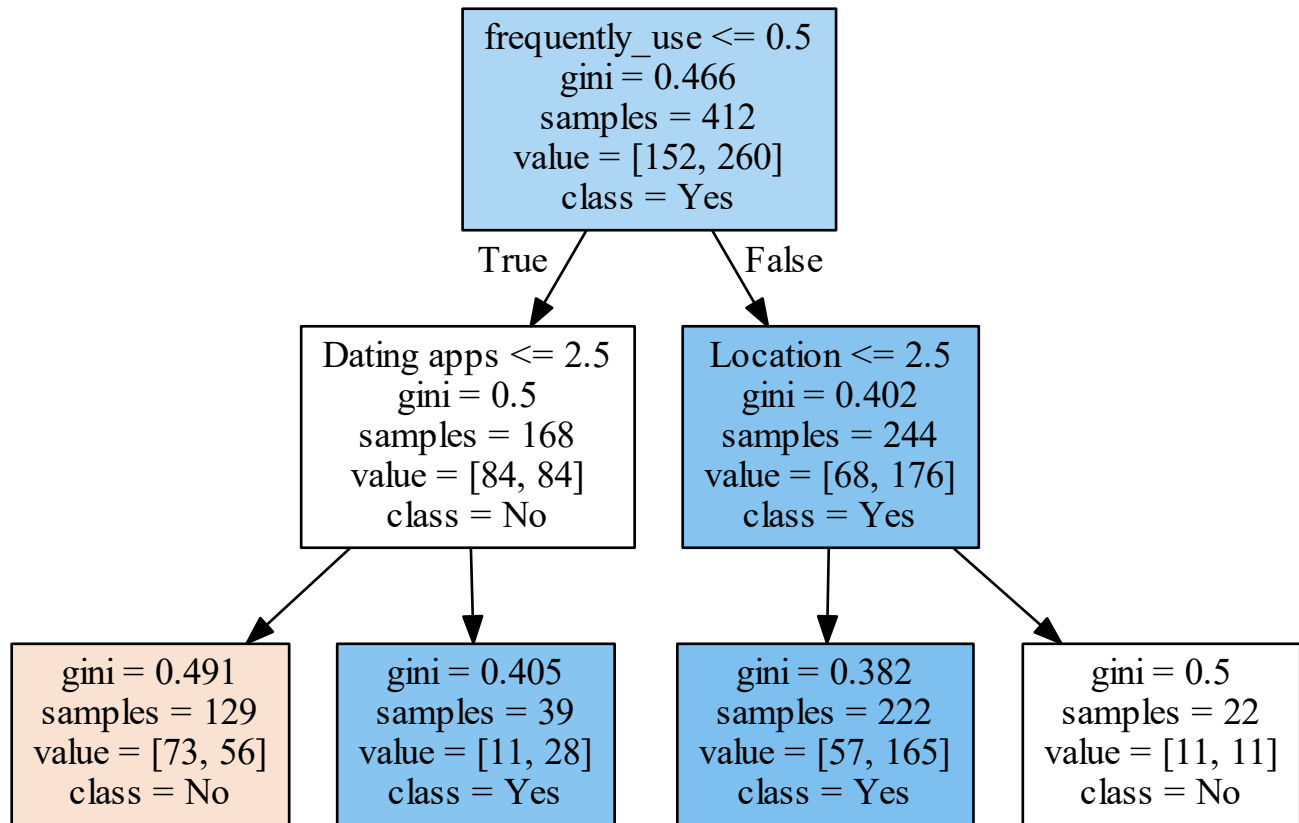 frequently_use <= 0.5
gini = 0.466
samples = 412
value = [152, 260]
class = Yes
True
False
Dating apps <= 2.5
gini = 0.5
samples = 168
value = [84, 84]
class = No
Location <= 2.5
gini = 0.402
samples = 244
value = [68, 176]
class = Yes
gini = 0.491
samples = 129
value = [73, 56]
class = No
gini = 0.405
samples = 39
value = [11, 28]
class = Yes
gini = 0.382
samples = 222
value = [57, 165]
class = Yes
gini = 0.5
samples = 22
value = [11, 11]
class = No